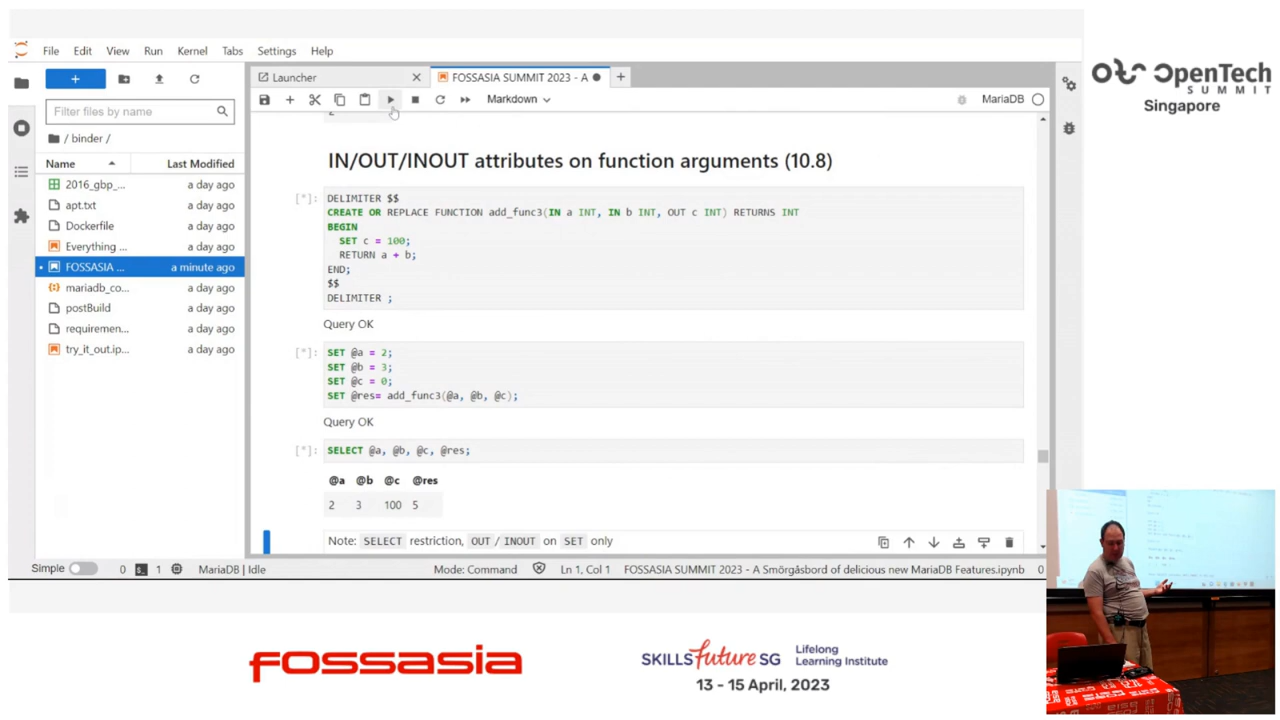 File Edit View Run Kernel Tabs Settings Help
Launcher
FOSSASIA SUMMIT 2023 - A
Markdown
MariaDB
Filter files by name
/ binder /
Name Last Modified
2016_gbp_... a day ago
apt.txt a day ago
Dockerfile a day ago
Everything ... a day ago
FOSSASIA ... a minute ago
mariadb_co... a day ago
postBuild a day ago
requiremen... a day ago
try_it_out.ip... a day ago
2
IN/OUT/INOUT attributes on function arguments (10.8)
[*]: DELIMITER $$
CREATE OR REPLACE FUNCTION add_func3(IN a INT, IN b INT, OUT c INT) RETURNS INT
BEGIN
SET c = 100;
RETURN a + b;
END;
$$
DELIMITER ;
Query OK
[*]: SET @a = 2;
SET @b = 3;
SET @c = 0;
SET @res= add_func3(@a, @b, @c);
Query OK
[*]: SELECT @a, @b, @c, @res;
@a @b @c @res
2 3 100 5
Note: SELECT restriction, OUT / INOUT on SET only
Simple 0 1 MariaDB | Idle Mode: Command Ln 1, Col 1 FOSSASIA SUMMIT 2023 - A Smörgåsbord of delicious new MariaDB Features.ipynb 0
OpenTech
SUMMIT
Singapore
FOSSASIA
SKILLSfuture SG
Lifelong
Learning Institute
13 - 15 April, 2023